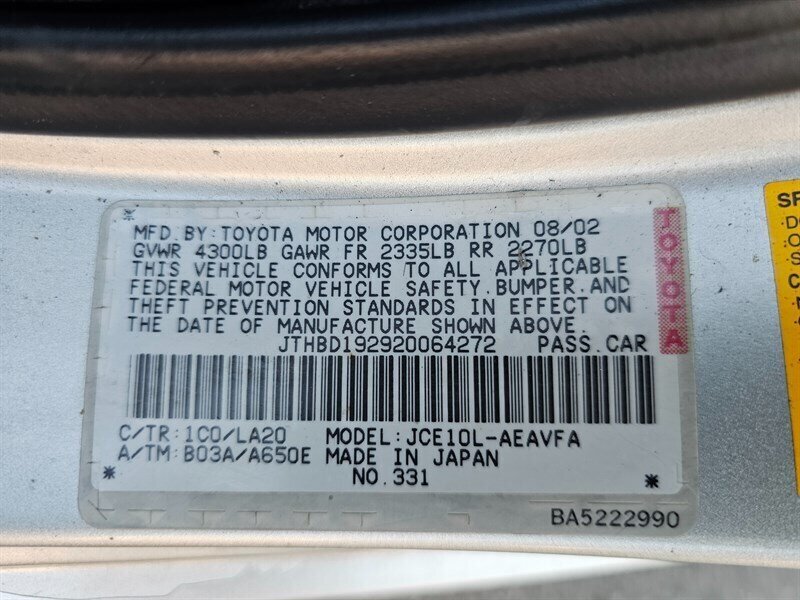 MFD.BY:TOYOTA MOTOR CORPORATION 08/02
GVWR 4300LB GAWR FR 2335LB RR 2270LB
THIS VEHICLE CONFORMS TO ALL APPLICABLE
FEDERAL MOTOR VEHICLE SAFETY.BUMPER.AND
THEFT PREVENTION STANDARDS IN EFFECT ON
THE DATE OF MANUFACTURE SHOWN ABOVE.
JTHBD192920064272 PASS.CAR
TOYOTA
C/TR:1C0/LA20 MODEL:JCE10L-AEAVFA
A/TM:B03A/A650E MADE IN JAPAN
NO.331
BA5222990